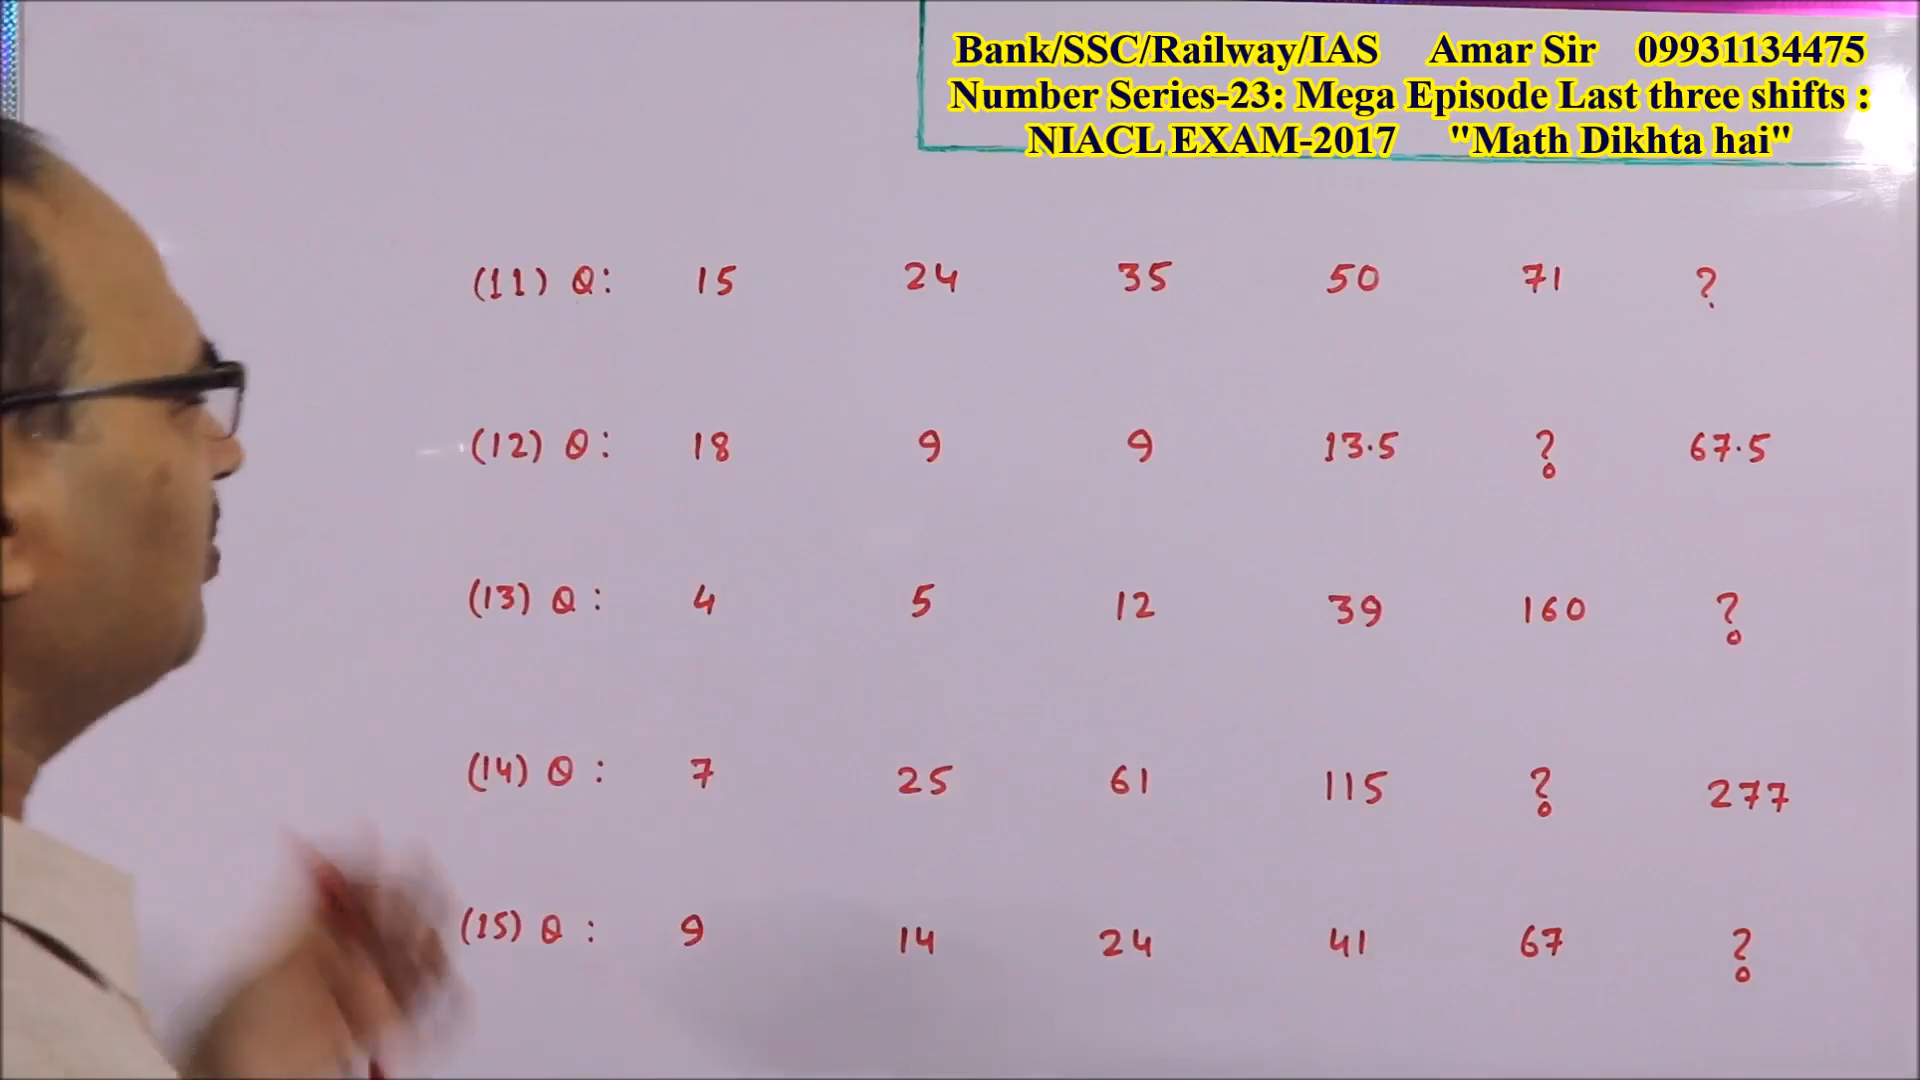 Bank/SSC/Railway/IAS Amar Sir 09931134475
Number Series-23: Mega Episode Last three shifts :
NIACL EXAM-2017 "Math Dikhta hai"
(11) Q: 15 24 35 50 71 ?
(12) Q: 18 9 9 13.5 ? 67.5
(13) Q: 4 5 12 39 160 ?
(14) Q: 7 25 61 115 ? 277
(15) Q: 9 14 24 41 67 ?